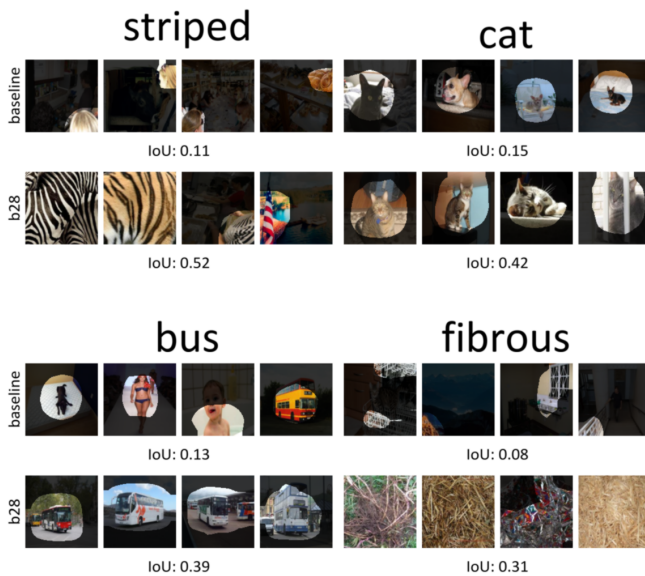 striped
baseline
IoU: 0.11
b28
IoU: 0.52
cat
IoU: 0.15
IoU: 0.42
bus
baseline
IoU: 0.13
b28
IoU: 0.39
fibrous
IoU: 0.08
IoU: 0.31